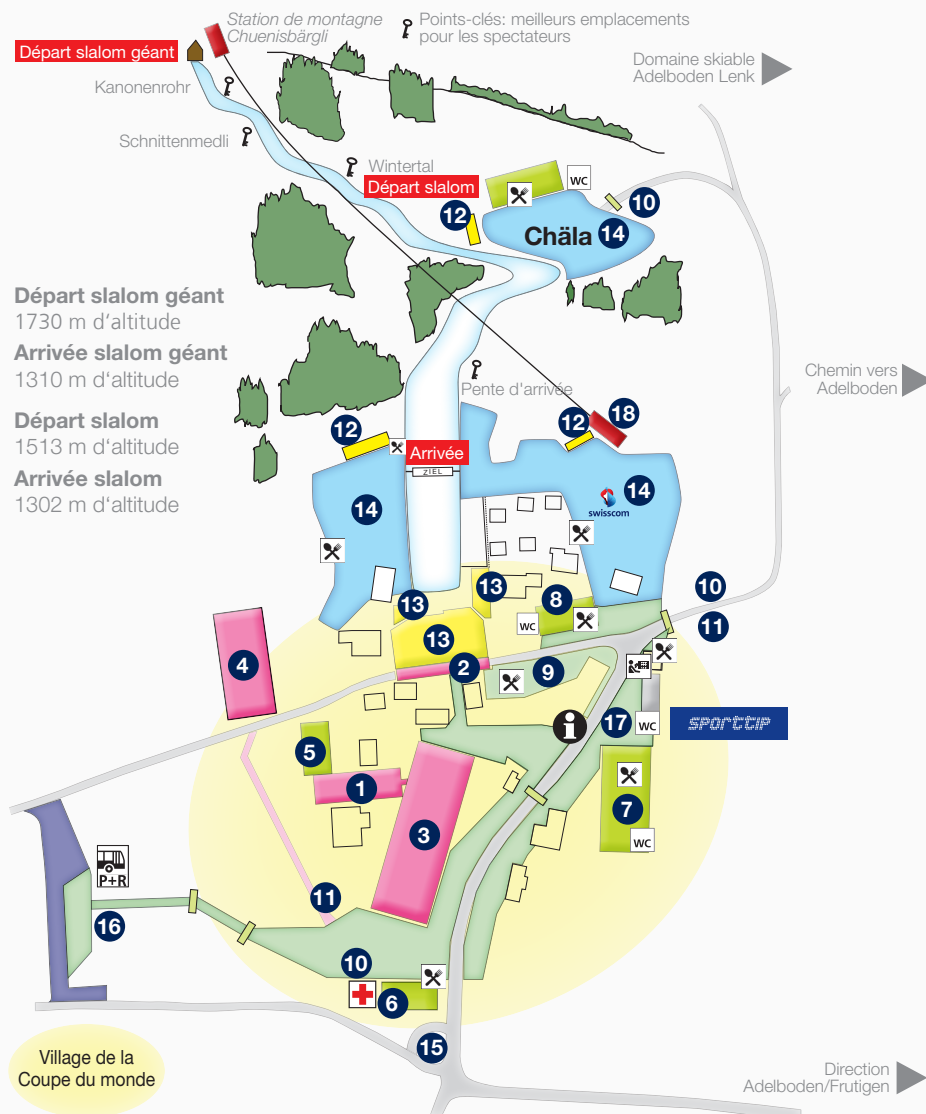 Station de montagne
Chuenisbärgli
Points-clés: meilleurs emplacements
pour les spectateurs
Départ slalom géant
Domaine skiable
Adelboden Lenk
Kanonenrohr
Schnittenmedli
Wintertal
Départ slalom
WC
10
12
Chäla
14
Départ slalom géant
1730 m d'altitude
Arrivée slalom géant
1310 m d'altitude
Départ slalom
1513 m d'altitude
Arrivée slalom
1302 m d'altitude
Pente d'arrivée
Chemin vers
Adelboden
12
12
18
Arrivée
ZIEL
14
14
swisscom
13
13
13
8
WC
10
11
4
2
9
17
WC
SPORTTIP
5
1
3
7
WC
P+R
16
11
10
6
15
Village de la
Coupe du monde
Direction
Adelboden/Frutigen